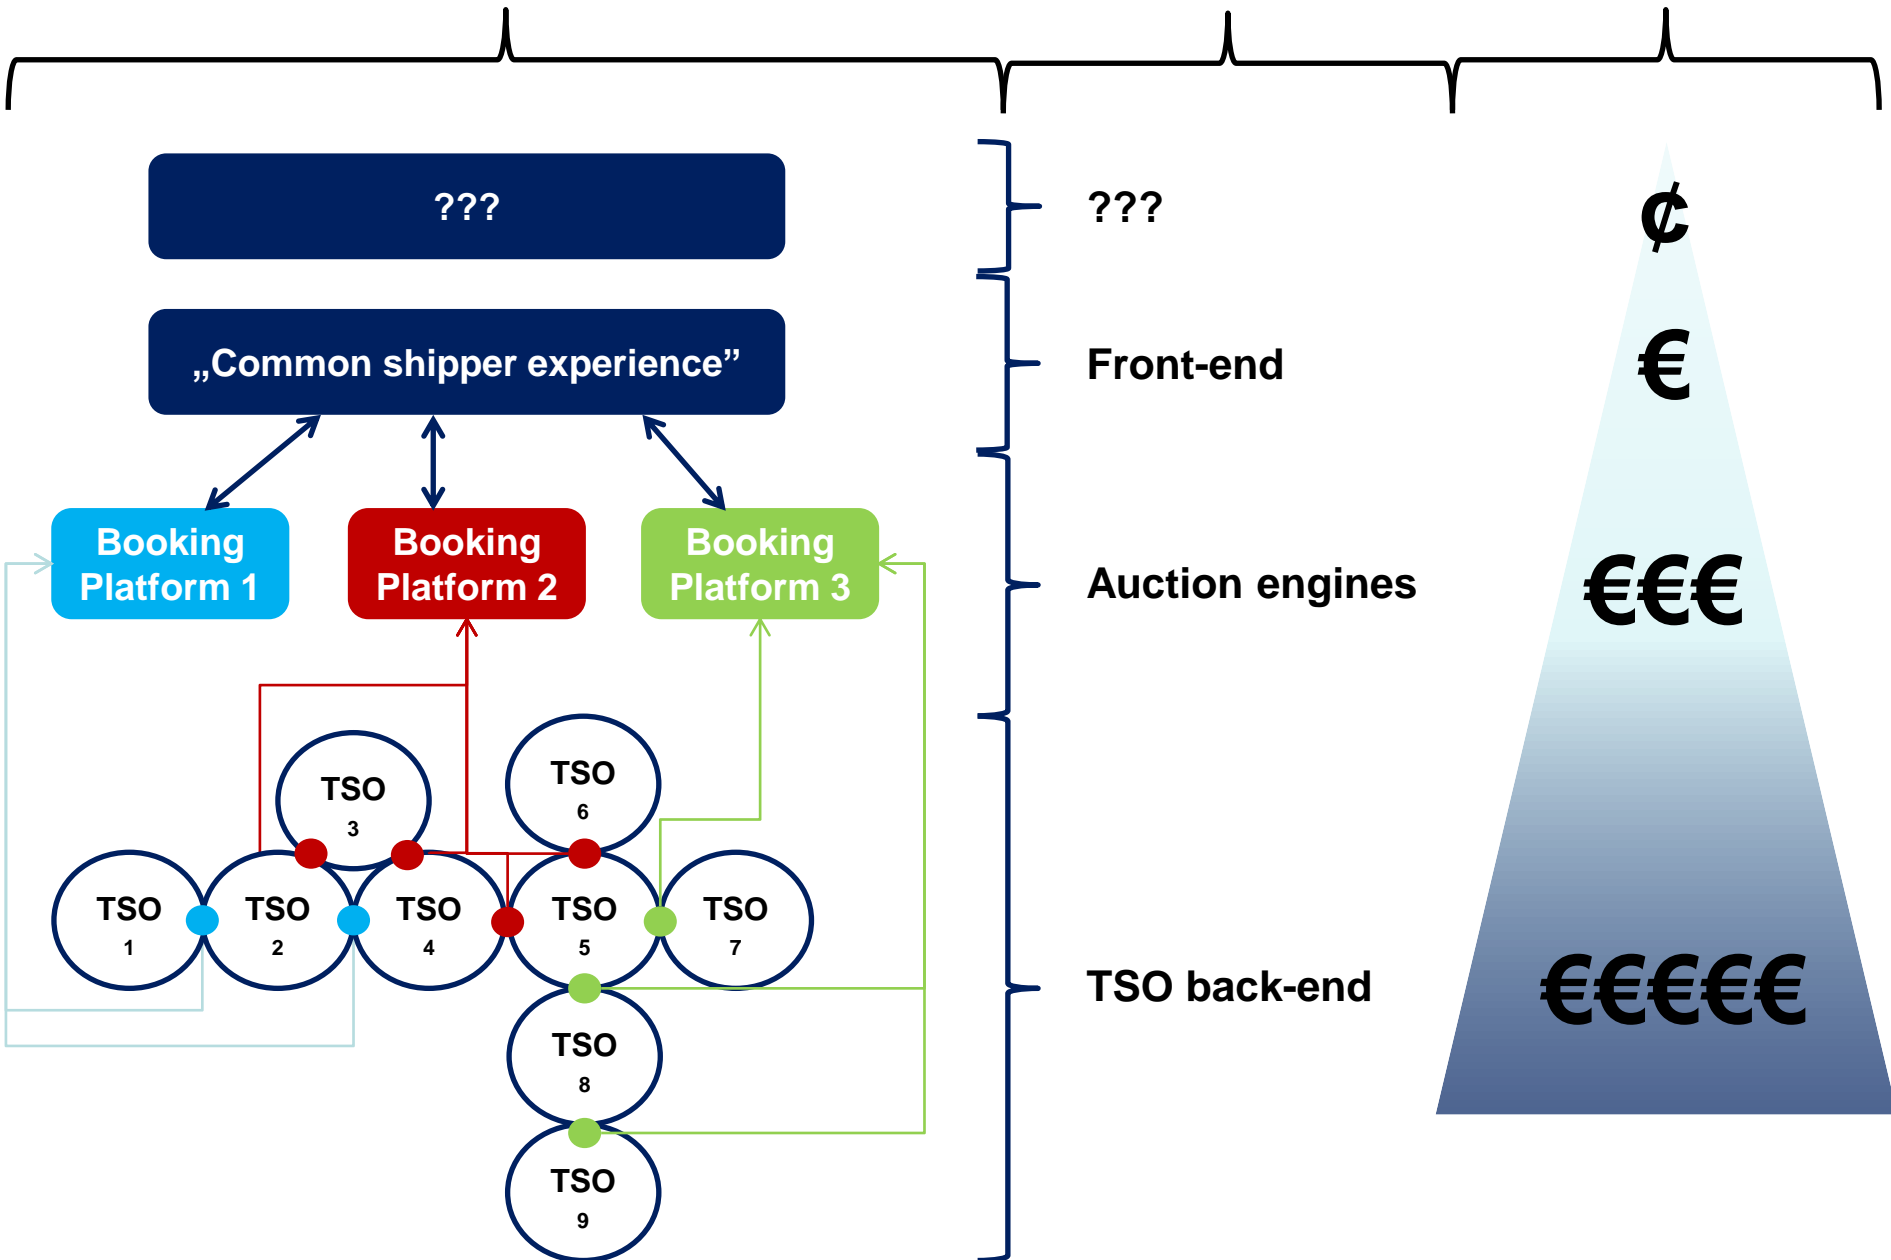 ???
???
¢
„Common shipper experience”
Front-end
€
Booking
Platform 1
Booking
Platform 2
Booking
Platform 3
Auction engines
€€€
TSO
3
TSO
6
TSO
1
TSO
2
TSO
4
TSO
5
TSO
7
TSO back-end
€€€€€
TSO
8
TSO
9